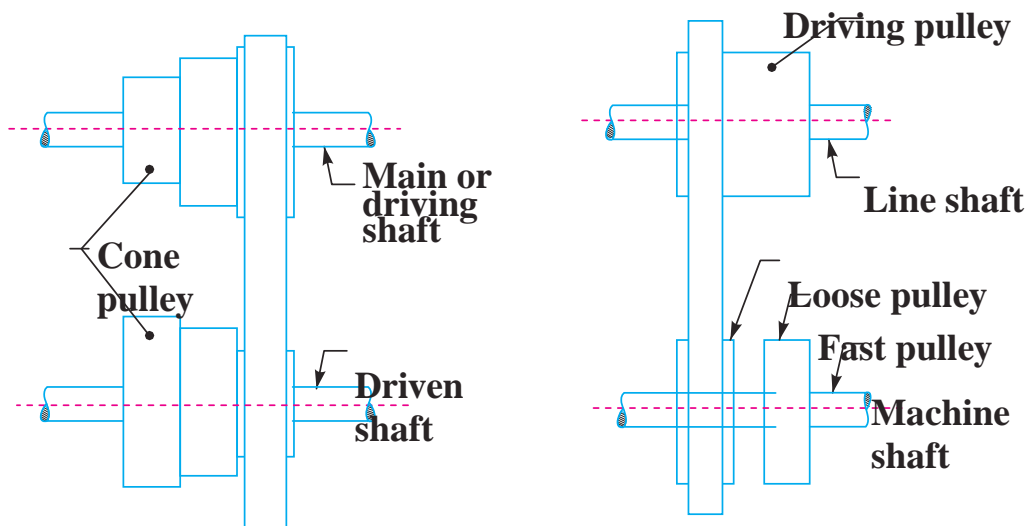 Main or
driving
shaft
Cone
pulley
Driven
shaft
Driving pulley
Line shaft
Loose pulley
Fast pulley
Machine
shaft